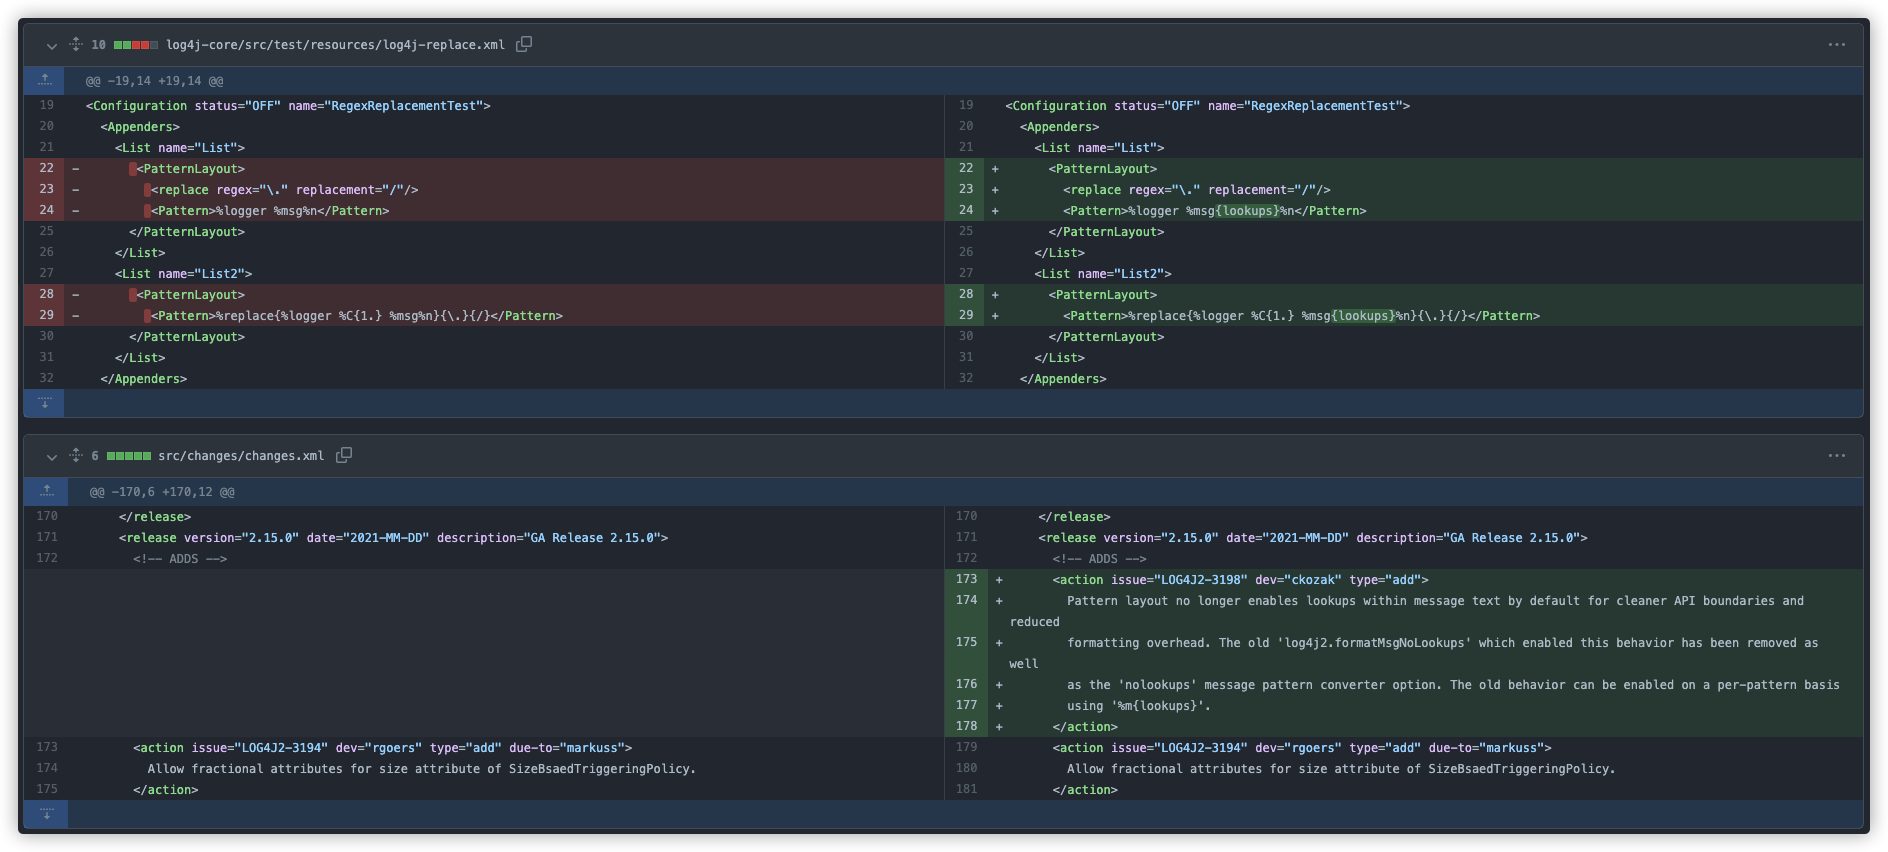 10 log4j-core/src/test/resources/log4j-replace.xml
@@ -19,14 +19,14 @@
19 <Configuration status="OFF" name="RegexReplacementTest">
20 <Appenders>
21 <List name="List">
22 - <PatternLayout>
23 - <replace regex="\." replacement="/"/>
24 - <Pattern>%logger %msg%n</Pattern>
25 </PatternLayout>
26 </List>
27 <List name="List2">
28 - <PatternLayout>
29 - <Pattern>%replace{%logger %C{1.} %msg%n}{\.}{/}</Pattern>
30 </PatternLayout>
31 </List>
32 </Appenders>
19 <Configuration status="OFF" name="RegexReplacementTest">
20 <Appenders>
21 <List name="List">
22 + <PatternLayout>
23 + <replace regex="\." replacement="/"/>
24 + <Pattern>%logger %msg{lookups}%n</Pattern>
25 </PatternLayout>
26 </List>
27 <List name="List2">
28 + <PatternLayout>
29 + <Pattern>%replace{%logger %C{1.} %msg{lookups}%n}{\.}{/}</Pattern>
30 </PatternLayout>
31 </List>
32 </Appenders>
6 src/changes/changes.xml
@@ -170,6 +170,12 @@
170 </release>
171 <release version="2.15.0" date="2021-MM-DD" description="GA Release 2.15.0">
172 <!-- ADDS -->
173 <action issue="LOG4J2-3194" dev="rgoers" type="add" due-to="markuss">
174 Allow fractional attributes for size attribute of SizeBsaedTriggeringPolicy.
175 </action>
170 </release>
171 <release version="2.15.0" date="2021-MM-DD" description="GA Release 2.15.0">
172 <!-- ADDS -->
173 + <action issue="LOG4J2-3198" dev="ckozak" type="add">
174 + Pattern layout no longer enables lookups within message text by default for cleaner API boundaries and
reduced
175 + formatting overhead. The old 'log4j2.formatMsgNoLookups' which enabled this behavior has been removed as
well
176 + as the 'nolookups' message pattern converter option. The old behavior can be enabled on a per-pattern basis
177 + using '%m{lookups}'.
178 + </action>
179 <action issue="LOG4J2-3194" dev="rgoers" type="add" due-to="markuss">
180 Allow fractional attributes for size attribute of SizeBsaedTriggeringPolicy.
181 </action>